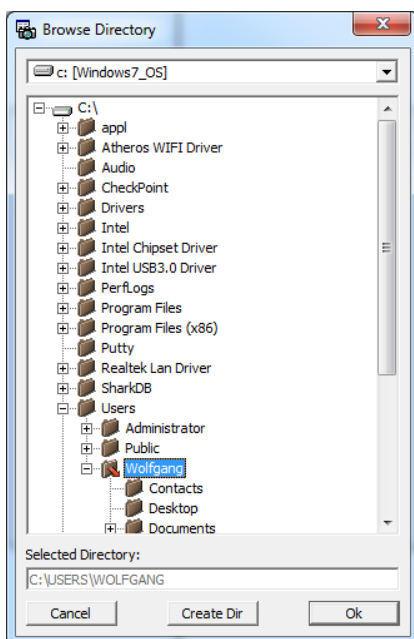 Browse Directory
c: [Windows7_OS]
C:\
appl
Atheros WIFI Driver
Audio
CheckPoint
Drivers
Intel
Intel Chipset Driver
Intel USB3.0 Driver
PerfLogs
Program Files
Program Files (x86)
Putty
Realtek Lan Driver
SharkDB
Users
Administrator
Public
Wolfgang
Contacts
Desktop
Documents
Selected Directory:
C:\USERS\WOLFGANG
Cancel Create Dir Ok